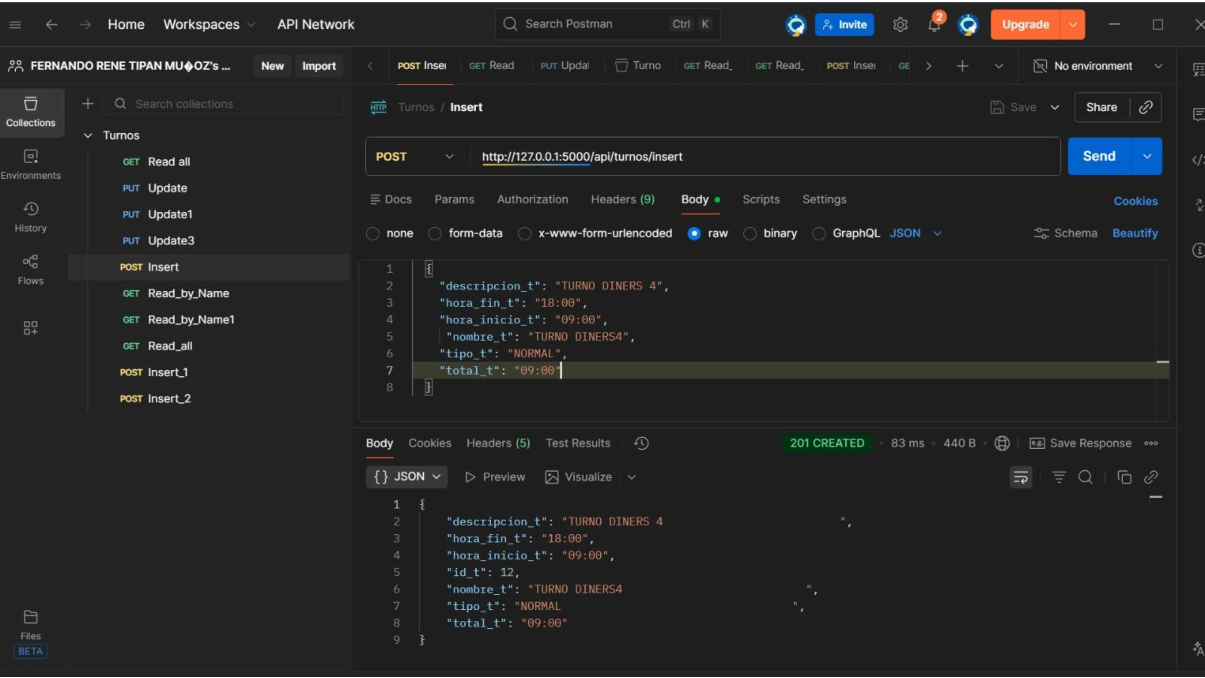 Home Workspaces API Network Search Postman Ctrl K Invite 2 Upgrade
FERNANDO RENE TIPAN MU�OZ's ... New Import
POST Inser GET Read PUT Updat Turno GET Read_ GET Read_ POST Inser GE No environment
Collections
Environments
History
Flows
Files
BETA
Search collections
Turnos
GET Read all
PUT Update
PUT Update1
PUT Update3
POST Insert
GET Read_by_Name
GET Read_by_Name1
GET Read_all
POST Insert_1
POST Insert_2
HTTP Turnos / Insert Save Share
POST http://127.0.0.1:5000/api/turnos/insert Send
Docs Params Authorization Headers (9) Body Scripts Settings Cookies
none form-data x-www-form-urlencoded raw binary GraphQL JSON Schema Beautify
1 {
2 "descripcion_t": "TURNO DINERS 4",
3 "hora_fin_t": "18:00",
4 "hora_inicio_t": "09:00",
5 "nombre_t": "TURNO DINERS4",
6 "tipo_t": "NORMAL",
7 "total_t": "09:00"
8 }
Body Cookies Headers (5) Test Results 201 CREATED 83 ms 440 B e.g. Save Response
{} JSON Preview Visualize
1 {
2 "descripcion_t": "TURNO DINERS 4 ",
3 "hora_fin_t": "18:00",
4 "hora_inicio_t": "09:00",
5 "id_t": 12,
6 "nombre_t": "TURNO DINERS4 ",
7 "tipo_t": "NORMAL ",
8 "total_t": "09:00"
9 }